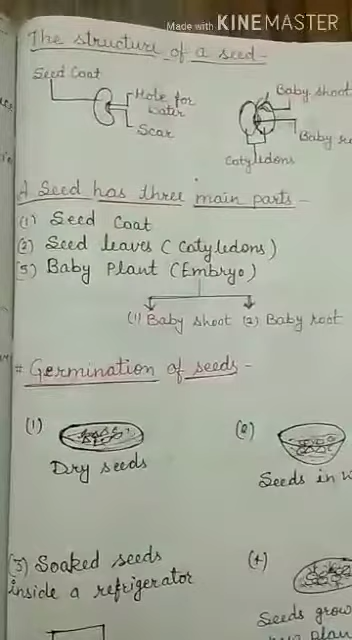 Made with KINEMASTER
The structure of a seed-
Seed Coat
Hole for
water
Scar
Baby shoot
Baby
Cotyledons
A Seed has three main parts-
(1) Seed Coat
(2) Seed leaves (Cotyledons)
(3) Baby Plant (Embryo)
(1) Baby shoot (2) Baby root
# Germination of seeds-
(1)
(2)
Dry seeds
Seeds in
(3) Soaked seeds
inside a refrigerator
(4)
Seeds grow